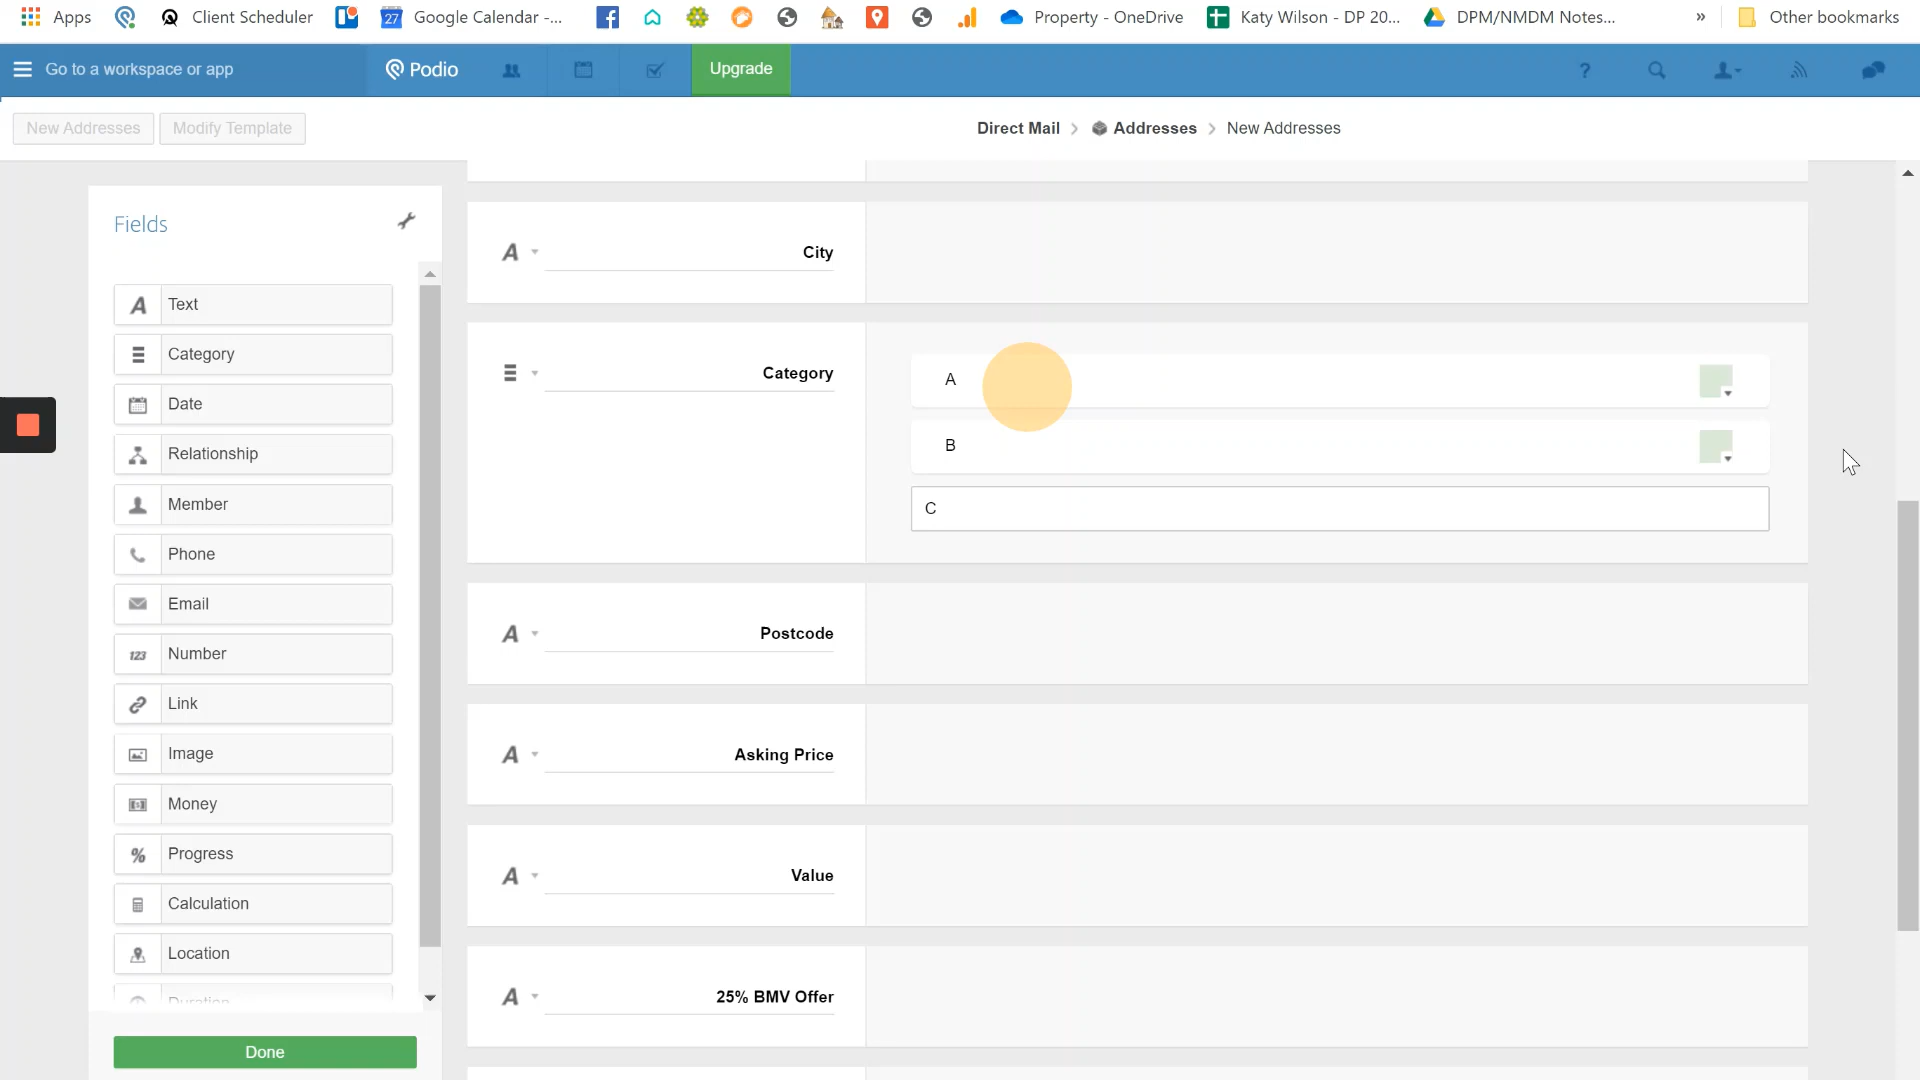 Apps
Client Scheduler
27
Google Calendar -...
Property - OneDrive
Katy Wilson - DP 20...
DPM/NMDM Notes...
»
Other bookmarks
Go to a workspace or app
Podio
Upgrade
?
New Addresses
Modify Template
Direct Mail
Addresses
New Addresses
Fields
A Text
Category
Date
Relationship
Member
Phone
Email
123 Number
Link
Image
Money
% Progress
Calculation
Location
Duration
Done
A City
Category
A
B
C
A Postcode
A Asking Price
A Value
A 25% BMV Offer